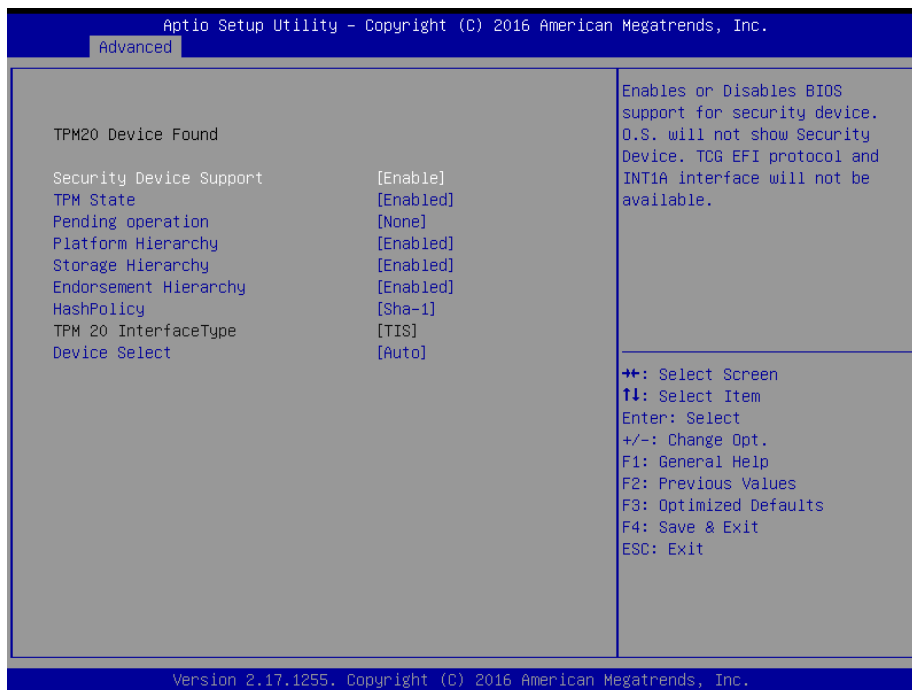 Aptio Setup Utility – Copyright (C) 2016 American Megatrends, Inc.
Advanced
TPM20 Device Found
Security Device Support [Enable]
TPM State [Enabled]
Pending operation [None]
Platform Hierarchy [Enabled]
Storage Hierarchy [Enabled]
Endorsement Hierarchy [Enabled]
HashPolicy [Sha-1]
TPM 20 InterfaceType [TIS]
Device Select [Auto]
Enables or Disables BIOS
support for security device.
O.S. will not show Security
Device. TCG EFI protocol and
INT1A interface will not be
available.
→←: Select Screen
↑↓: Select Item
Enter: Select
+/-: Change Opt.
F1: General Help
F2: Previous Values
F3: Optimized Defaults
F4: Save & Exit
ESC: Exit
Version 2.17.1255. Copyright (C) 2016 American Megatrends, Inc.